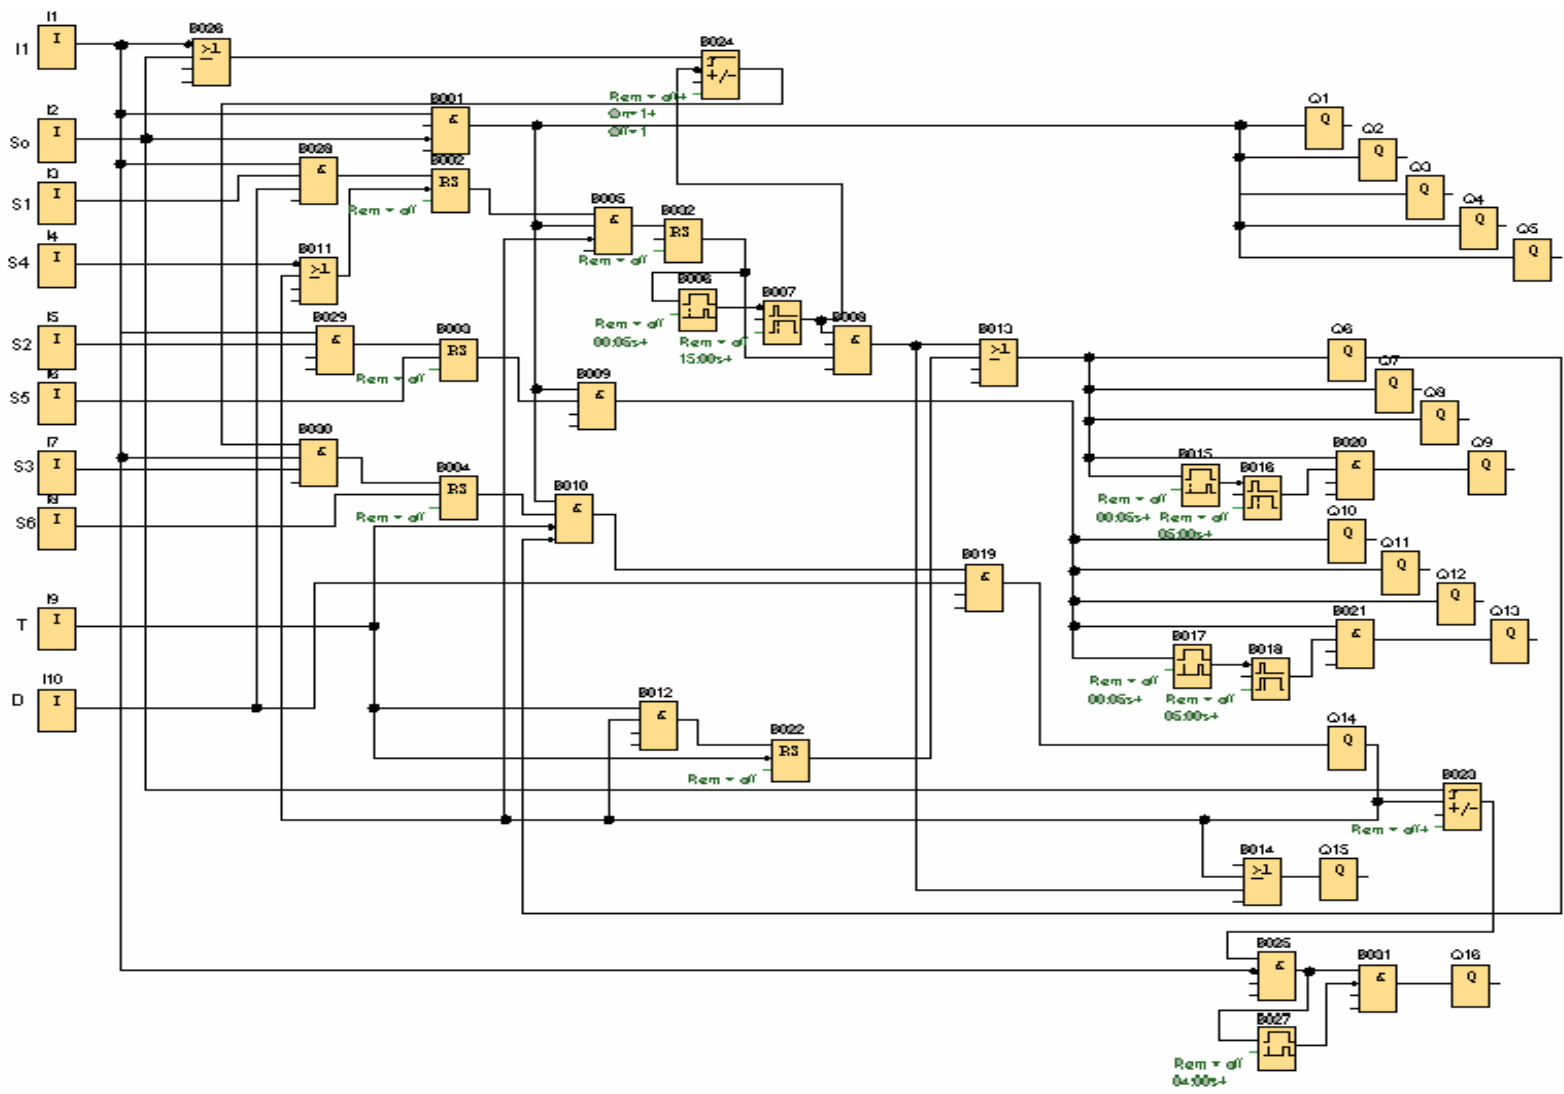 I1
I1
I
B026
>1
B024
+/-
Rem = off+
On=1+
Off=1
I2
So
I
B001
&
Q1
Q
Q2
Q
I3
S1
I
B028
&
B002
RS
Rem = off
Q3
Q
Q4
Q
Q5
Q
I4
S4
I
B011
>1
B005
&
Rem = off
B032
RS
B006
Rem = off
00:05s+
B007
Rem = off
15:00s+
B008
&
I5
S2
I
B029
&
B003
RS
Rem = off
B013
>1
Q6
Q
Q7
Q
Q8
Q
S5
I
B009
&
I7
S3
I
B030
&
B004
RS
Rem = off
B015
Rem = off
00:05s+
B016
Rem = off
05:00s+
B020
&
Q9
Q
S6
I
B010
&
Q10
Q
Q11
Q
Q12
Q
B019
&
I9
T
I
B017
Rem = off
00:05s+
B018
Rem = off
05:00s+
B021
&
Q13
Q
I10
D
I
B012
&
B022
RS
Rem = off
Q14
Q
B023
+/-
Rem = off+
B014
>1
Q15
Q
B025
&
B031
&
Q16
Q
B027
Rem = off
04:00s+